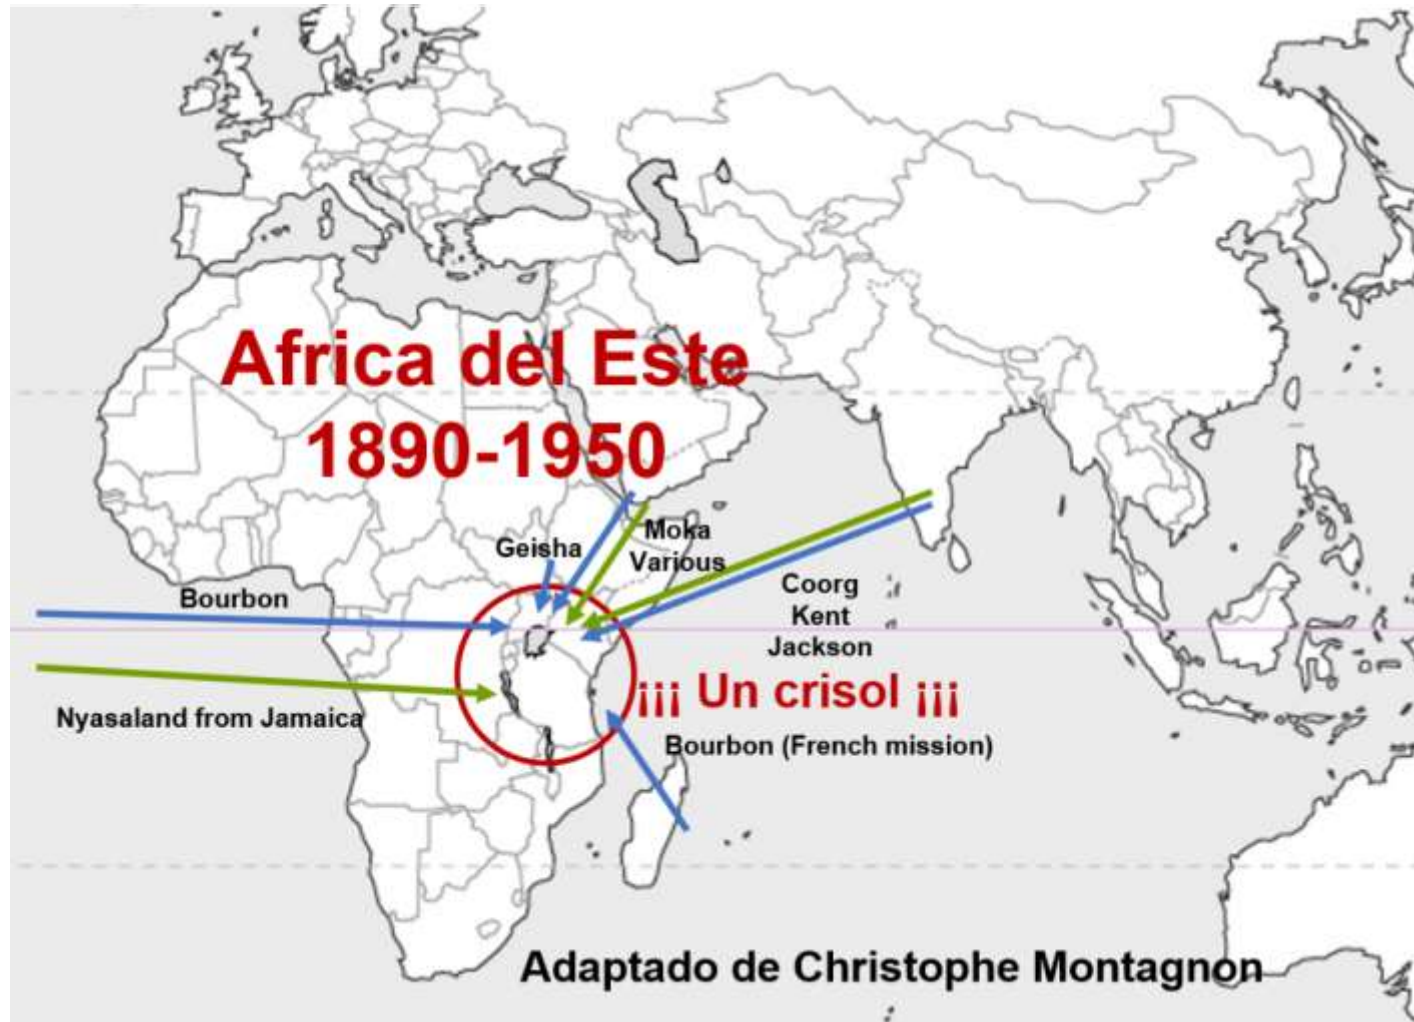 Africa del Este
1890-1950
Geisha
Moka
Various
Bourbon
Coorg
Kent
Jackson
¡¡¡ Un crisol ¡¡¡
Nyasaland from Jamaica
Bourbon (French mission)
Adaptado de Christophe Montagnon